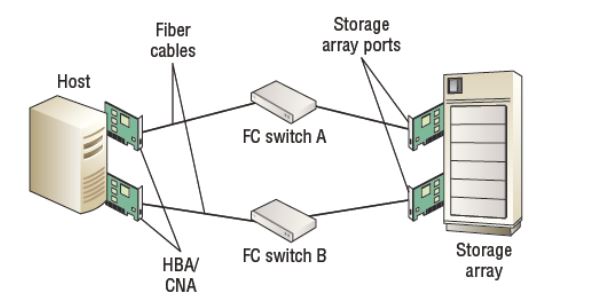 Fiber
cables
Storage
array ports
Host
FC switch A
FC switch B
HBA/
CNA
Storage
array